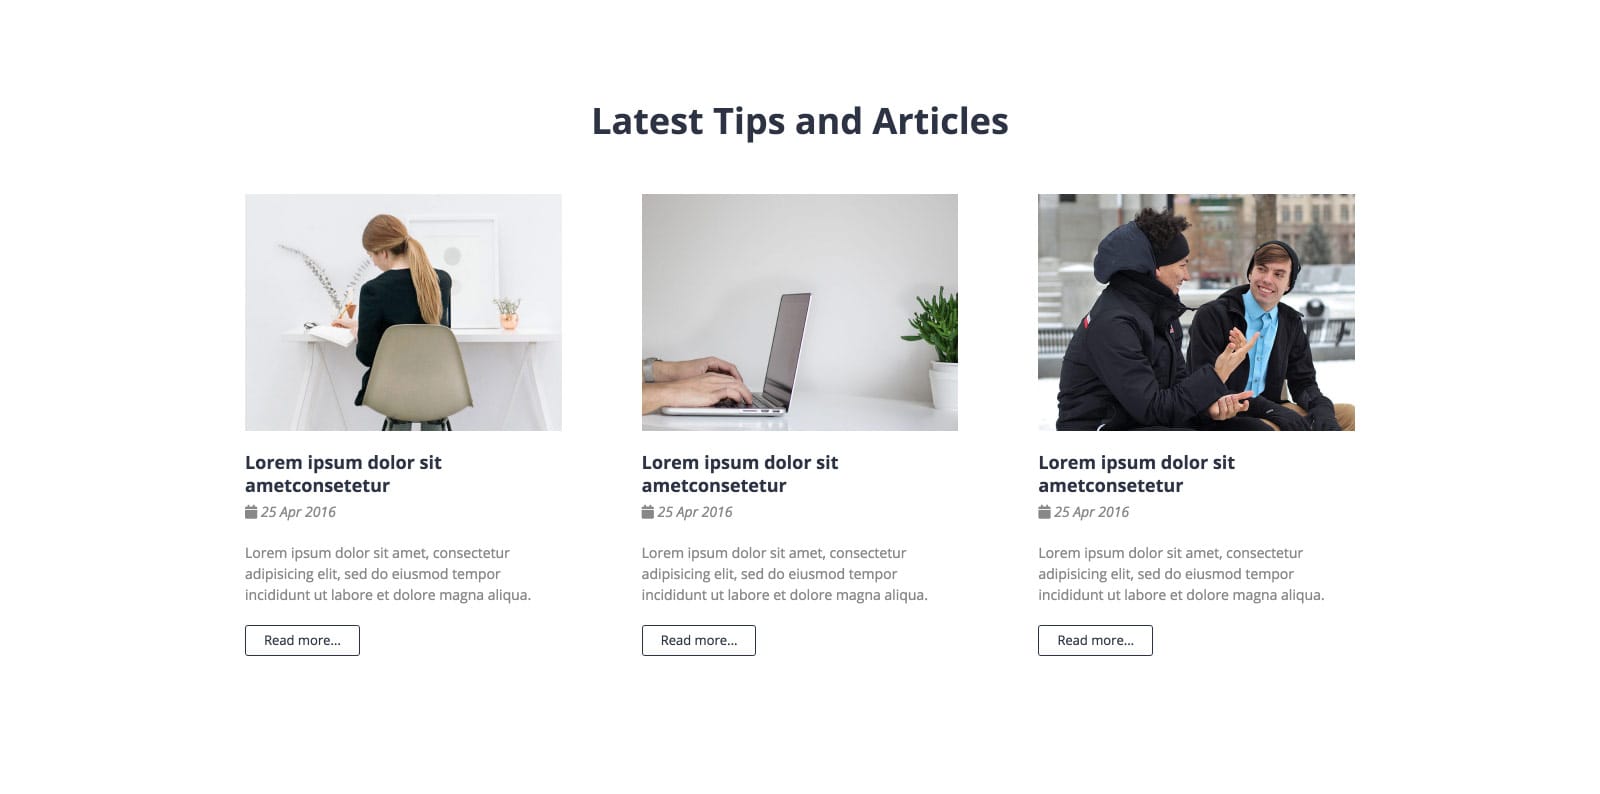 Latest Tips and Articles
Lorem ipsum dolor sit
ametconsetetur
25 Apr 2016
Lorem ipsum dolor sit amet, consectetur
adipisicing elit, sed do eiusmod tempor
incididunt ut labore et dolore magna aliqua.
Read more...
Lorem ipsum dolor sit
ametconsetetur
25 Apr 2016
Lorem ipsum dolor sit amet, consectetur
adipisicing elit, sed do eiusmod tempor
incididunt ut labore et dolore magna aliqua.
Read more...
Lorem ipsum dolor sit
ametconsetetur
25 Apr 2016
Lorem ipsum dolor sit amet, consectetur
adipisicing elit, sed do eiusmod tempor
incididunt ut labore et dolore magna aliqua.
Read more...